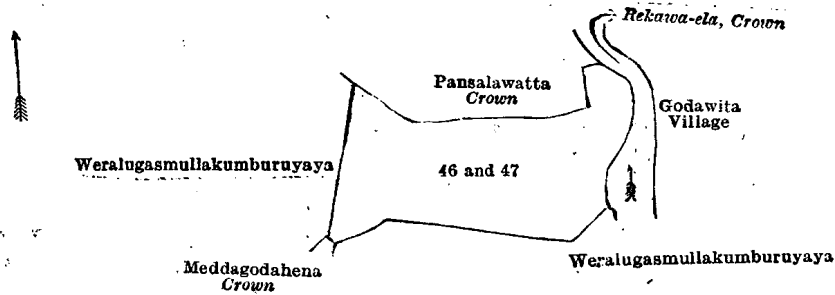 Rekawa-ela, Crown
Pansalawatta
Crown
Godawita
Village
Weralugasmullakumburuyaya
46 and 47
Meddagodahena
Crown
Weralugasmullakumburuyaya